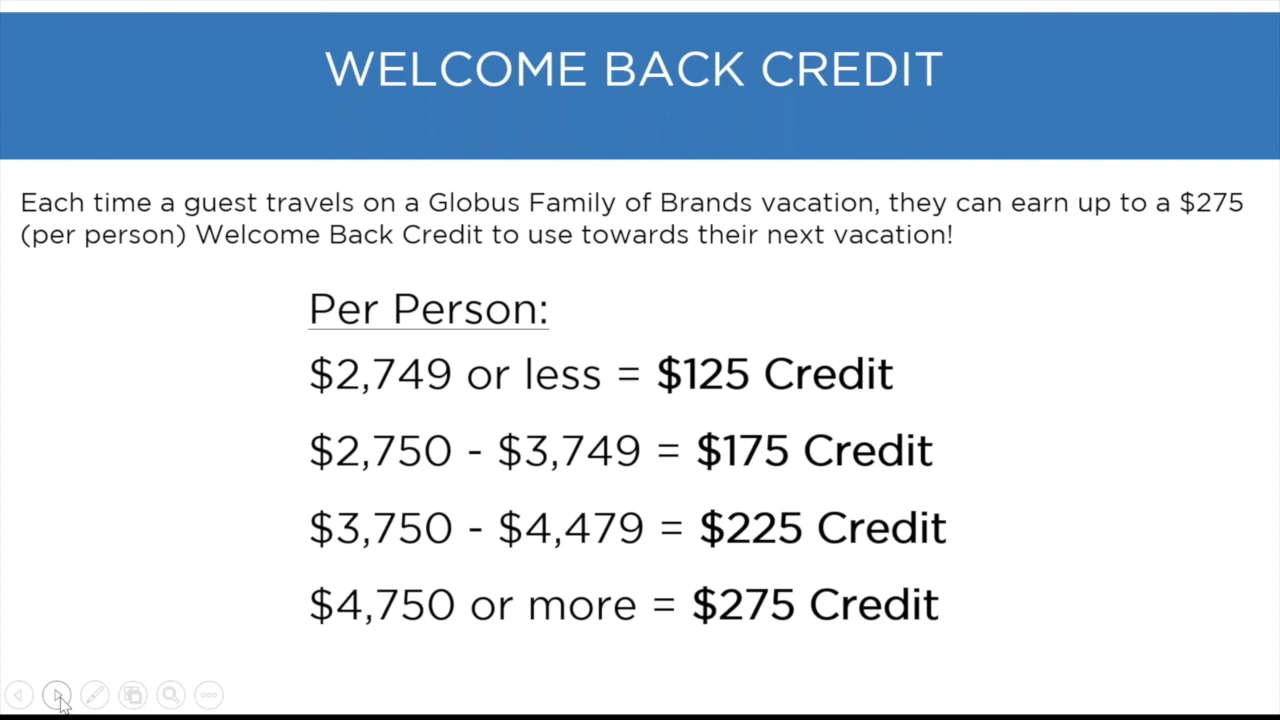 WELCOME BACK CREDIT
Each time a guest travels on a Globus Family of Brands vacation, they can earn up to a $275
(per person) Welcome Back Credit to use towards their next vacation!
Per Person:
$2,749 or less = $125 Credit
$2,750 - $3,749 = $175 Credit
$3,750 - $4,479 = $225 Credit
$4,750 or more = $275 Credit